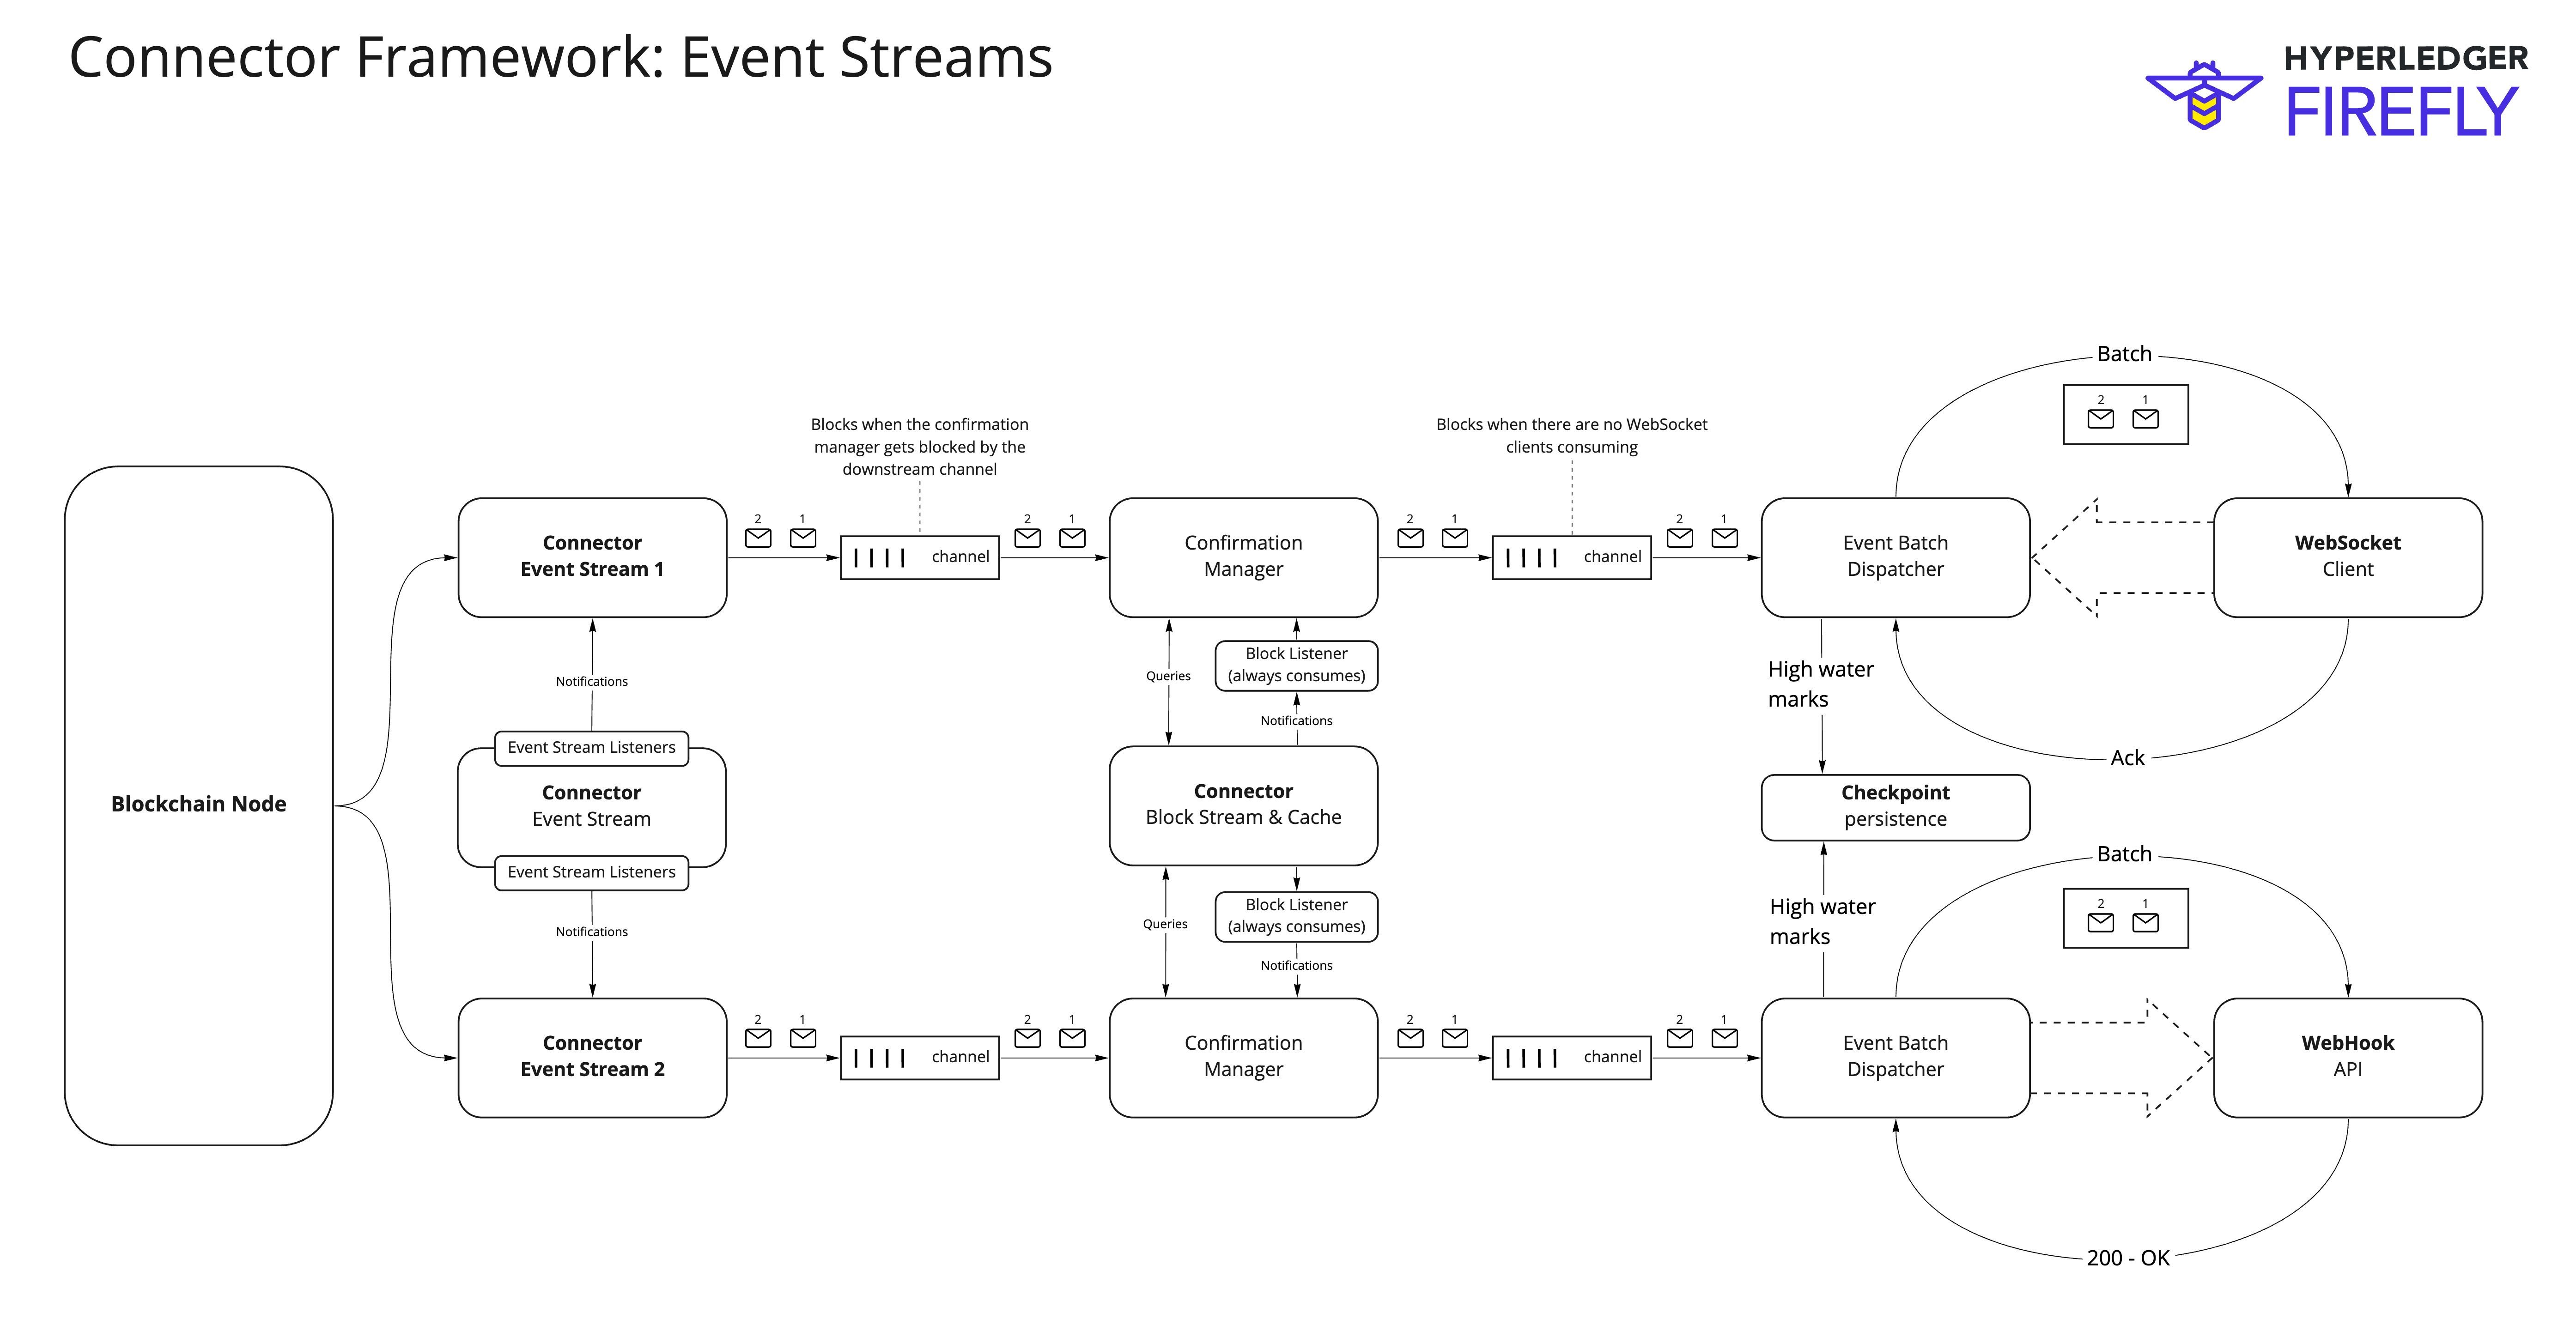 Connector Framework: Event Streams
HYPERLEDGER
FIREFLY
Batch
2 1
Blocks when the confirmation
manager gets blocked by the
downstream channel
Blocks when there are no WebSocket
clients consuming
Blockchain Node
Connector
Event Stream 1
2 1
channel
2 1
Confirmation
Manager
2 1
channel
2 1
Event Batch
Dispatcher
WebSocket
Client
Notifications
Queries
Block Listener
(always consumes)
Notifications
High water
marks
Ack
Event Stream Listeners
Connector
Event Stream
Event Stream Listeners
Connector
Block Stream & Cache
Checkpoint
persistence
Notifications
Queries
Block Listener
(always consumes)
Notifications
High water
marks
Batch
2 1
Connector
Event Stream 2
2 1
channel
2 1
Confirmation
Manager
2 1
channel
2 1
Event Batch
Dispatcher
WebHook
API
200 - OK